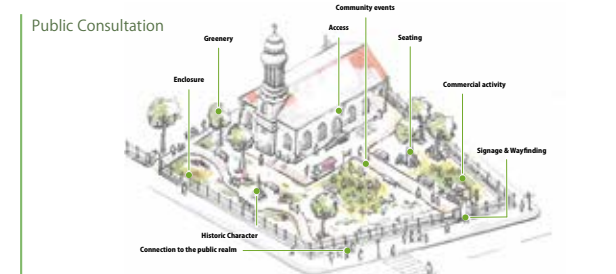 Public Consultation
Community events
Access
Greenery
Seating
Enclosure
Commercial activity
Signage & Wayfinding
Historic Character
Connection to the public realm